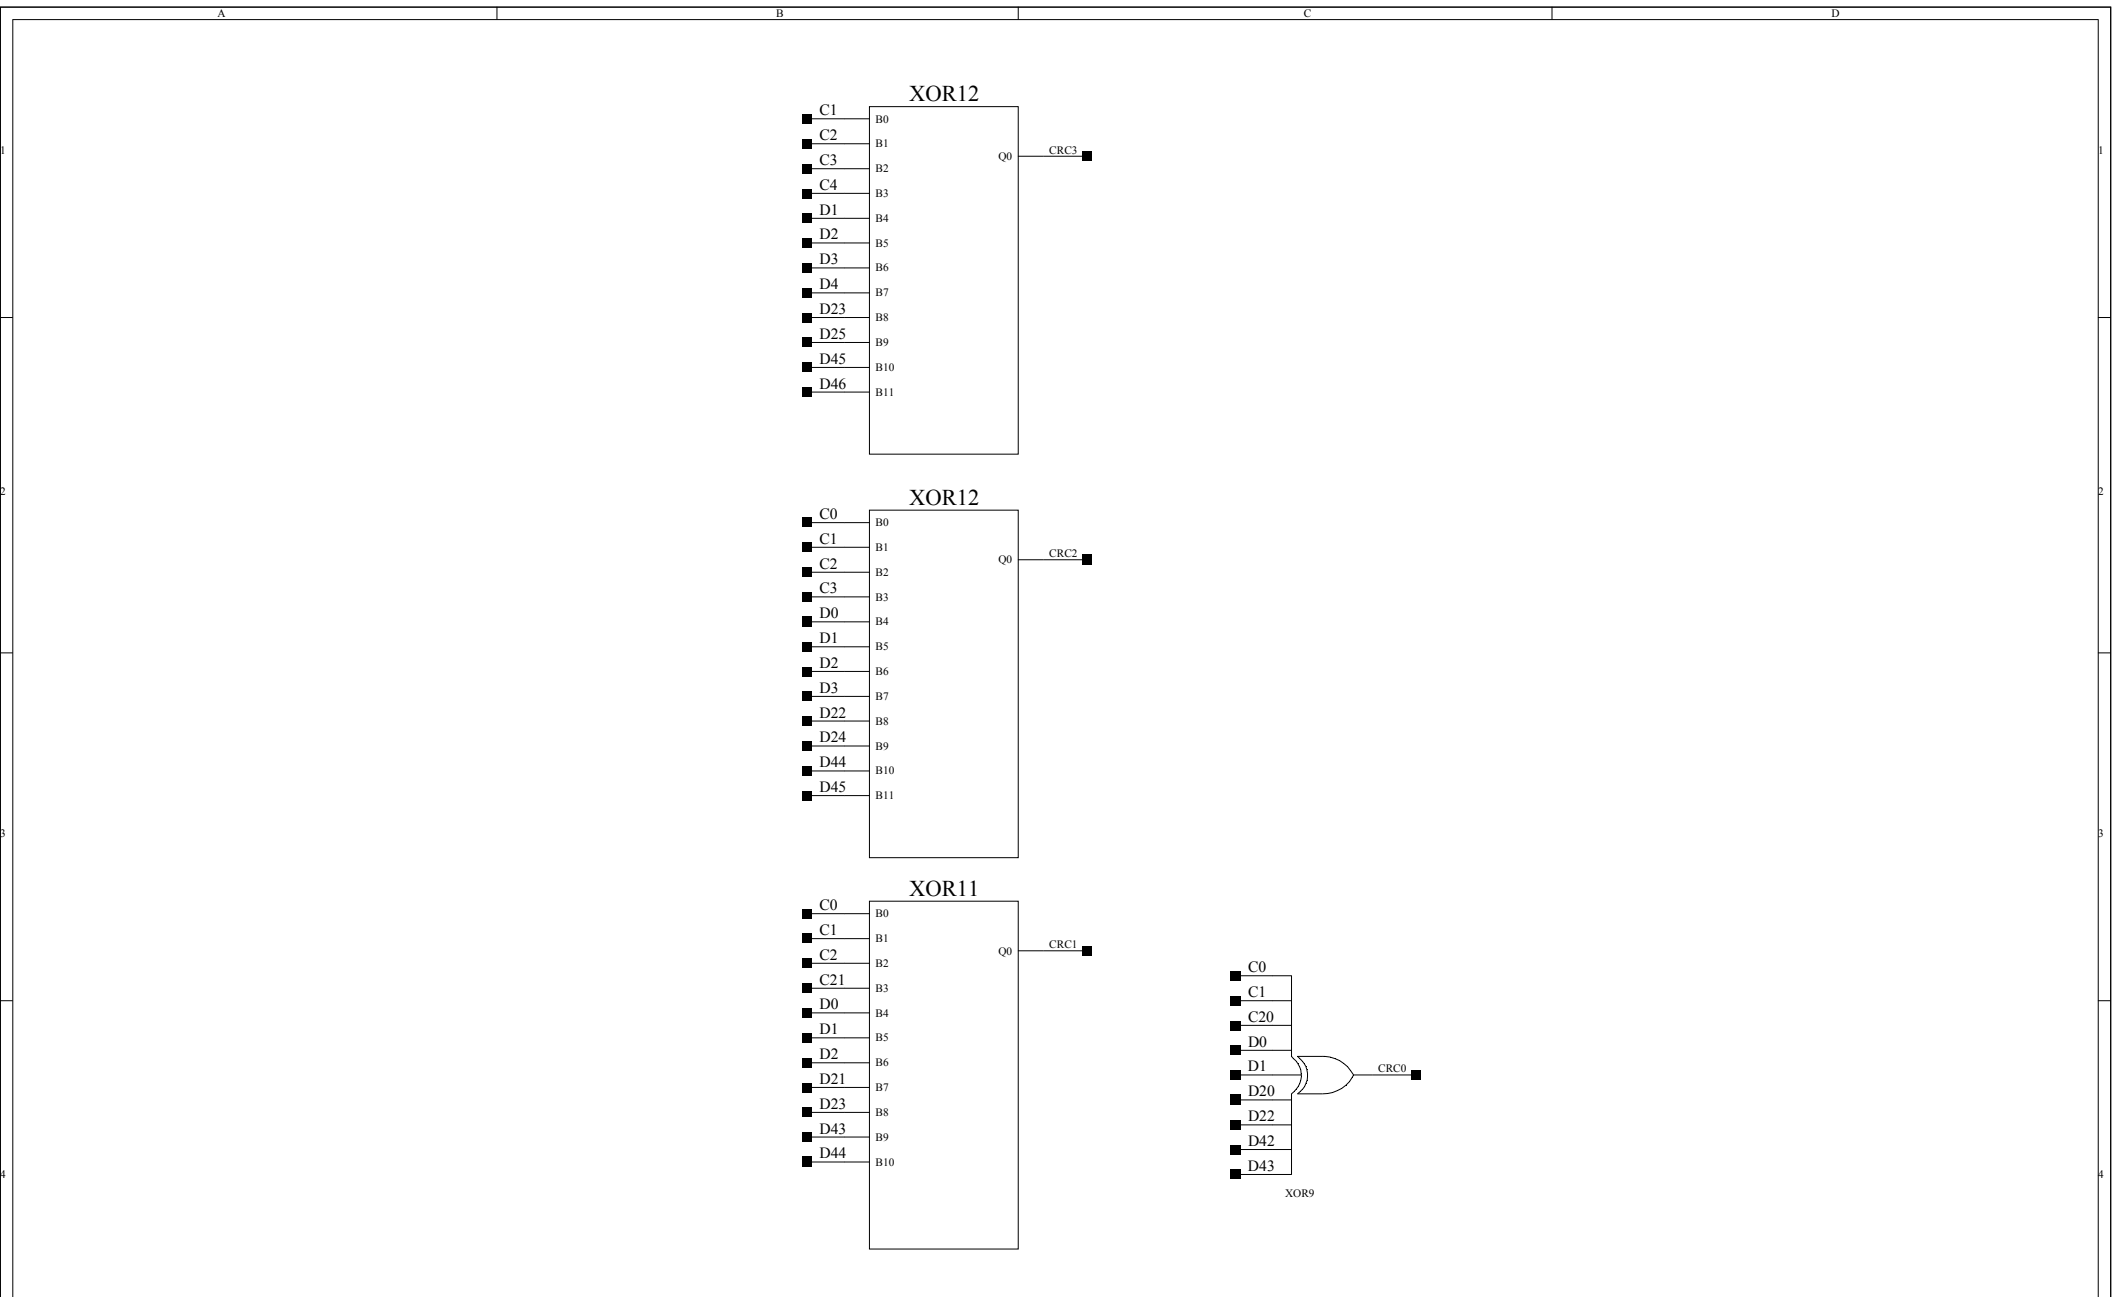 A B C D
XOR12
C1 B0
C2 B1
1 Q0 CRC3 1
C3 B2
C4 B3
D1 B4
D2 B5
D3 B6
D4 B7
D23 B8
D25 B9
D45 B10
D46 B11
2 2
XOR12
C0 B0
C1 B1
Q0 CRC2
C2 B2
C3 B3
D0 B4
D1 B5
D2 B6
D3 B7
D22 B8
D24 B9
D44 B10
D45 B11
3 3
XOR11
C0 B0
C1 B1
Q0 CRC1
C2 B2
C21 B3
D0 B4
D1 B5
D2 B6
D21 B7
D23 B8
D43 B9
D44 B10
C0
C1
C20
D0
D1 CRC0
D20
D22
D42
D43
4 4
XOR9